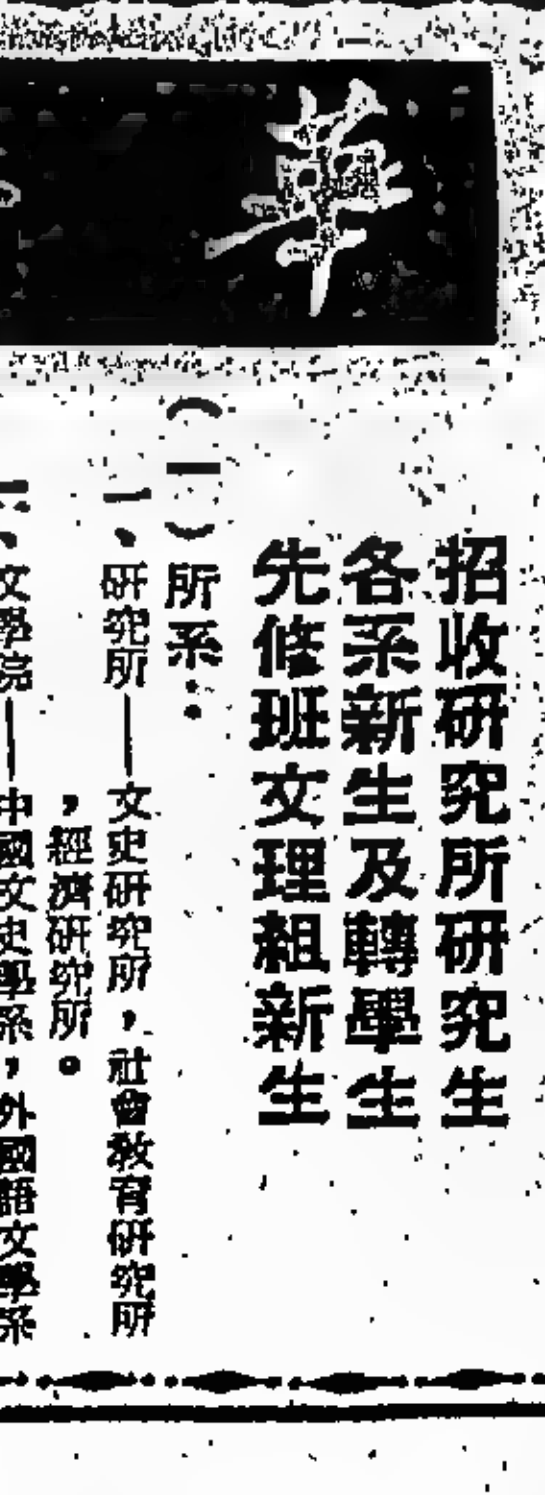 華
招收研究所研究生
各系新生及轉學生
先修班文理組新生
（一）所系：
一、研究所——文史研究所，社會教育研究所
，經濟研究所。
文學院——中國文史學系，外國語文學系